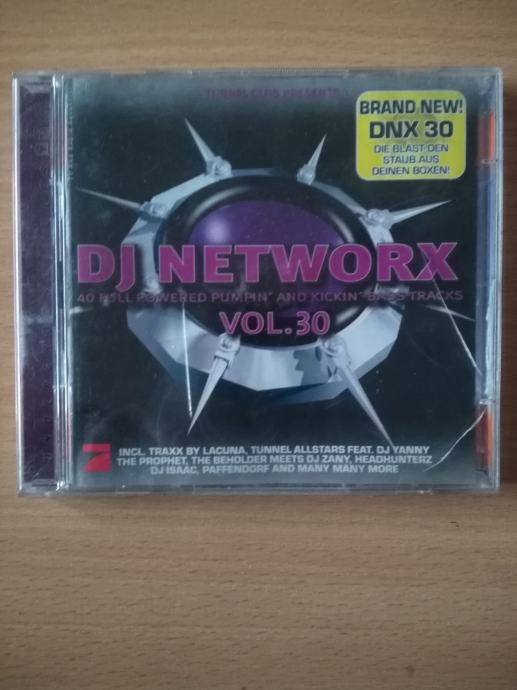 TUNNEL CLUB PRESENTS
BRAND NEW!
DNX 30
DIE BLÄST DEN
STAUB AUS
DEINEN BOXEN!
DJ NETWORX
40 FULL POWERED PUMPIN' AND KICKIN' BASS TRACKS
VOL.30
INCL. TRAXX BY LACUNA, TUNNEL ALLSTARS FEAT. DJ YANNY
THE PROPHET, THE BEHOLDER MEETS DJ ZANY, HEADHUNTERZ
DJ ISAAC, PAFFENDORF AND MANY MANY MORE